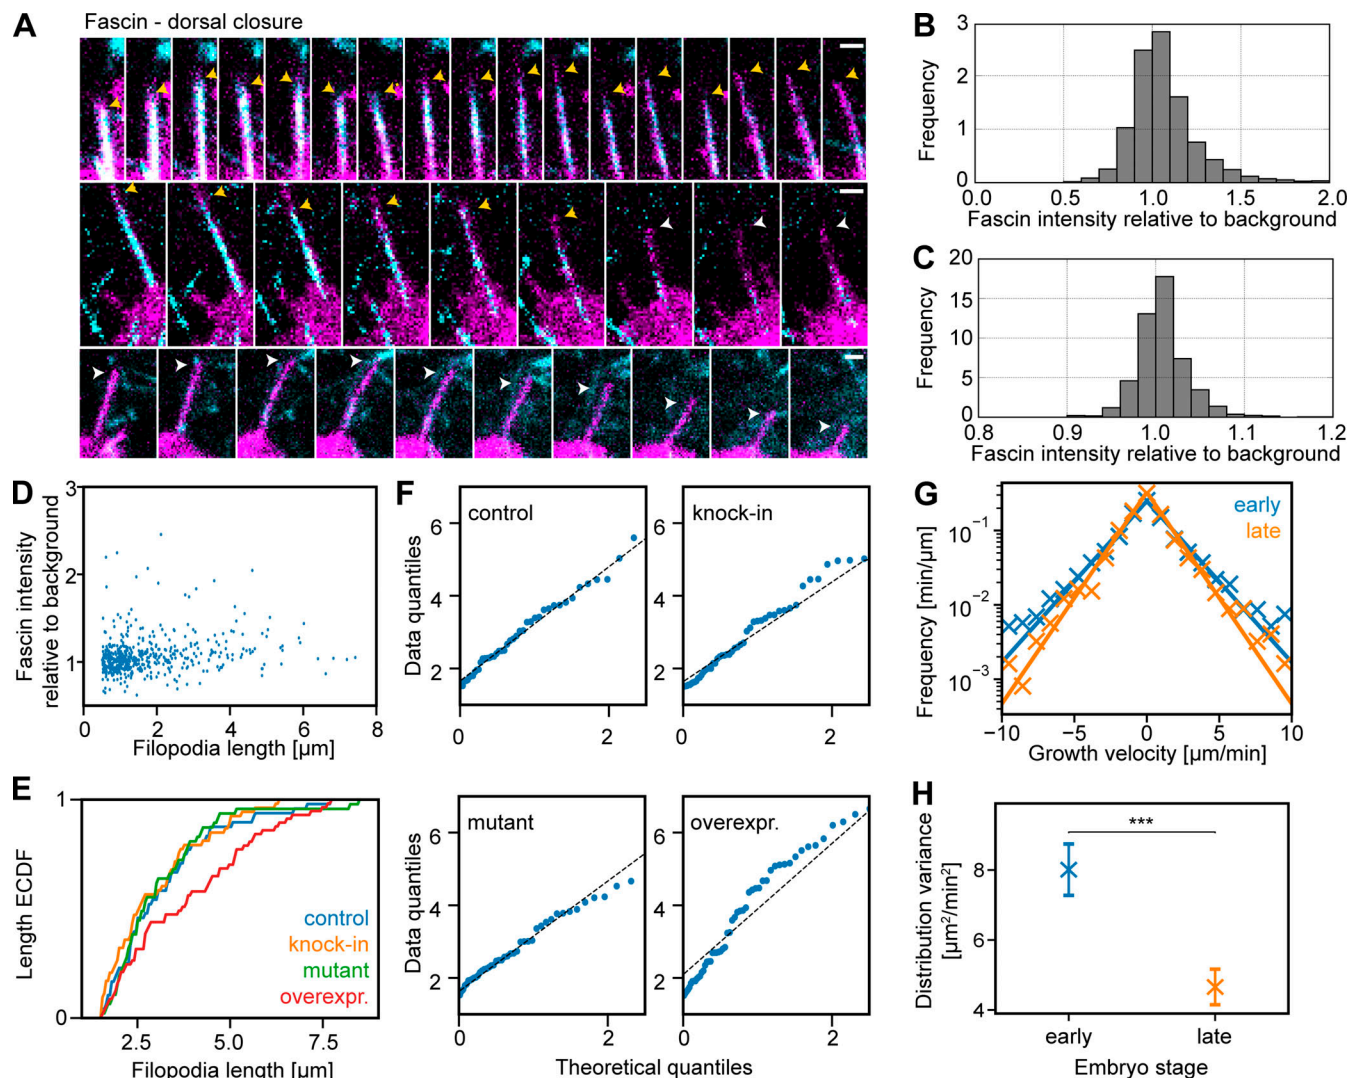 A Fascin - dorsal closure
B
Frequency
3
2
1
0
0.0 0.5 1.0 1.5 2.0
Fascin intensity relative to background
C
Frequency
20
15
10
5
0
0.8 0.9 1.0 1.1 1.2
Fascin intensity relative to background
D
Fascin intensity
relative to background
3
2
1
0 2 4 6 8
Filopodia length [µm]
E
Length ECDF
1
0
control
knock-in
mutant
overexpr.
2.5 5.0 7.5
Filopodia length [µm]
F
Data quantiles
control
6
4
2
0 2
knock-in
6
4
2
0 2
Data quantiles
mutant
6
4
2
0 2
overexpr.
6
4
2
0 2
Theoretical quantiles
G
Frequency [min/µm]
early
late
10⁻¹
10⁻²
10⁻³
−10 −5 0 5 10
Growth velocity [µm/min]
H
Distribution variance
[µm²/min²]
***
8
6
4
early late
Embryo stage